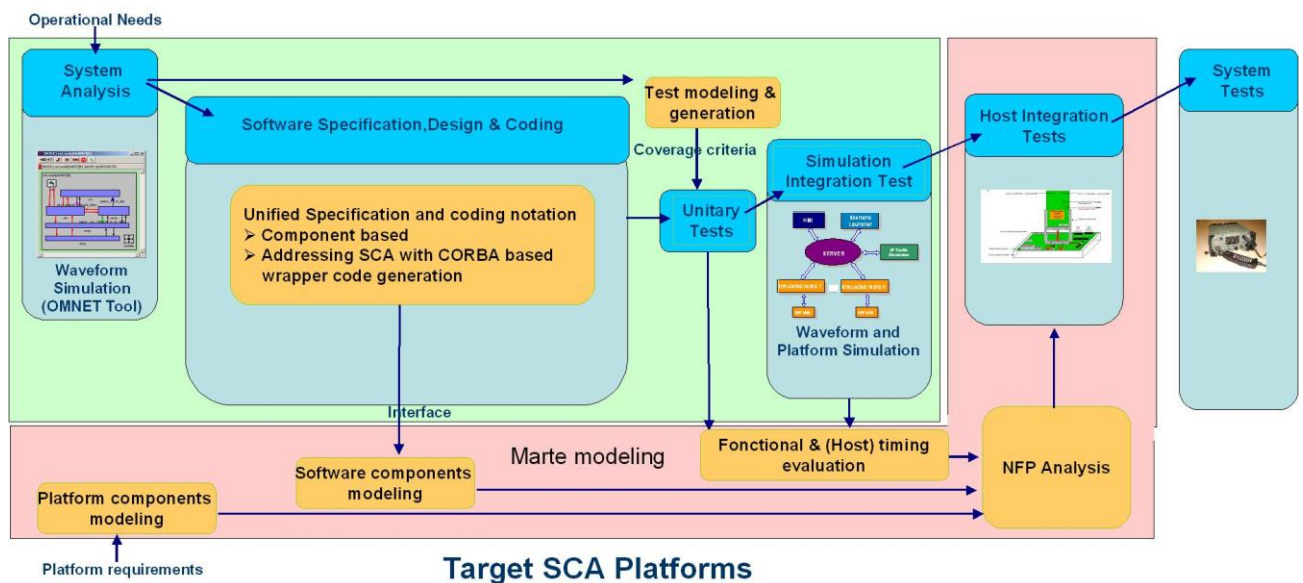 Operational Needs
System
Analysis
Waveform
Simulation
(OMNET Tool)
Software Specification,Design & Coding
Unified Specification and coding notation
➢ Component based
➢ Addressing SCA with CORBA based
wrapper code generation
Interface
Test modeling &
generation
Coverage criteria
Unitary
Tests
Simulation
Integration Test
SERVER
Waveform and
Platform Simulation
Host Integration
Tests
System
Tests
Marte modeling
Fonctional & (Host) timing
evaluation
NFP Analysis
Software components
modeling
Platform components
modeling
Platform requirements
Target SCA Platforms